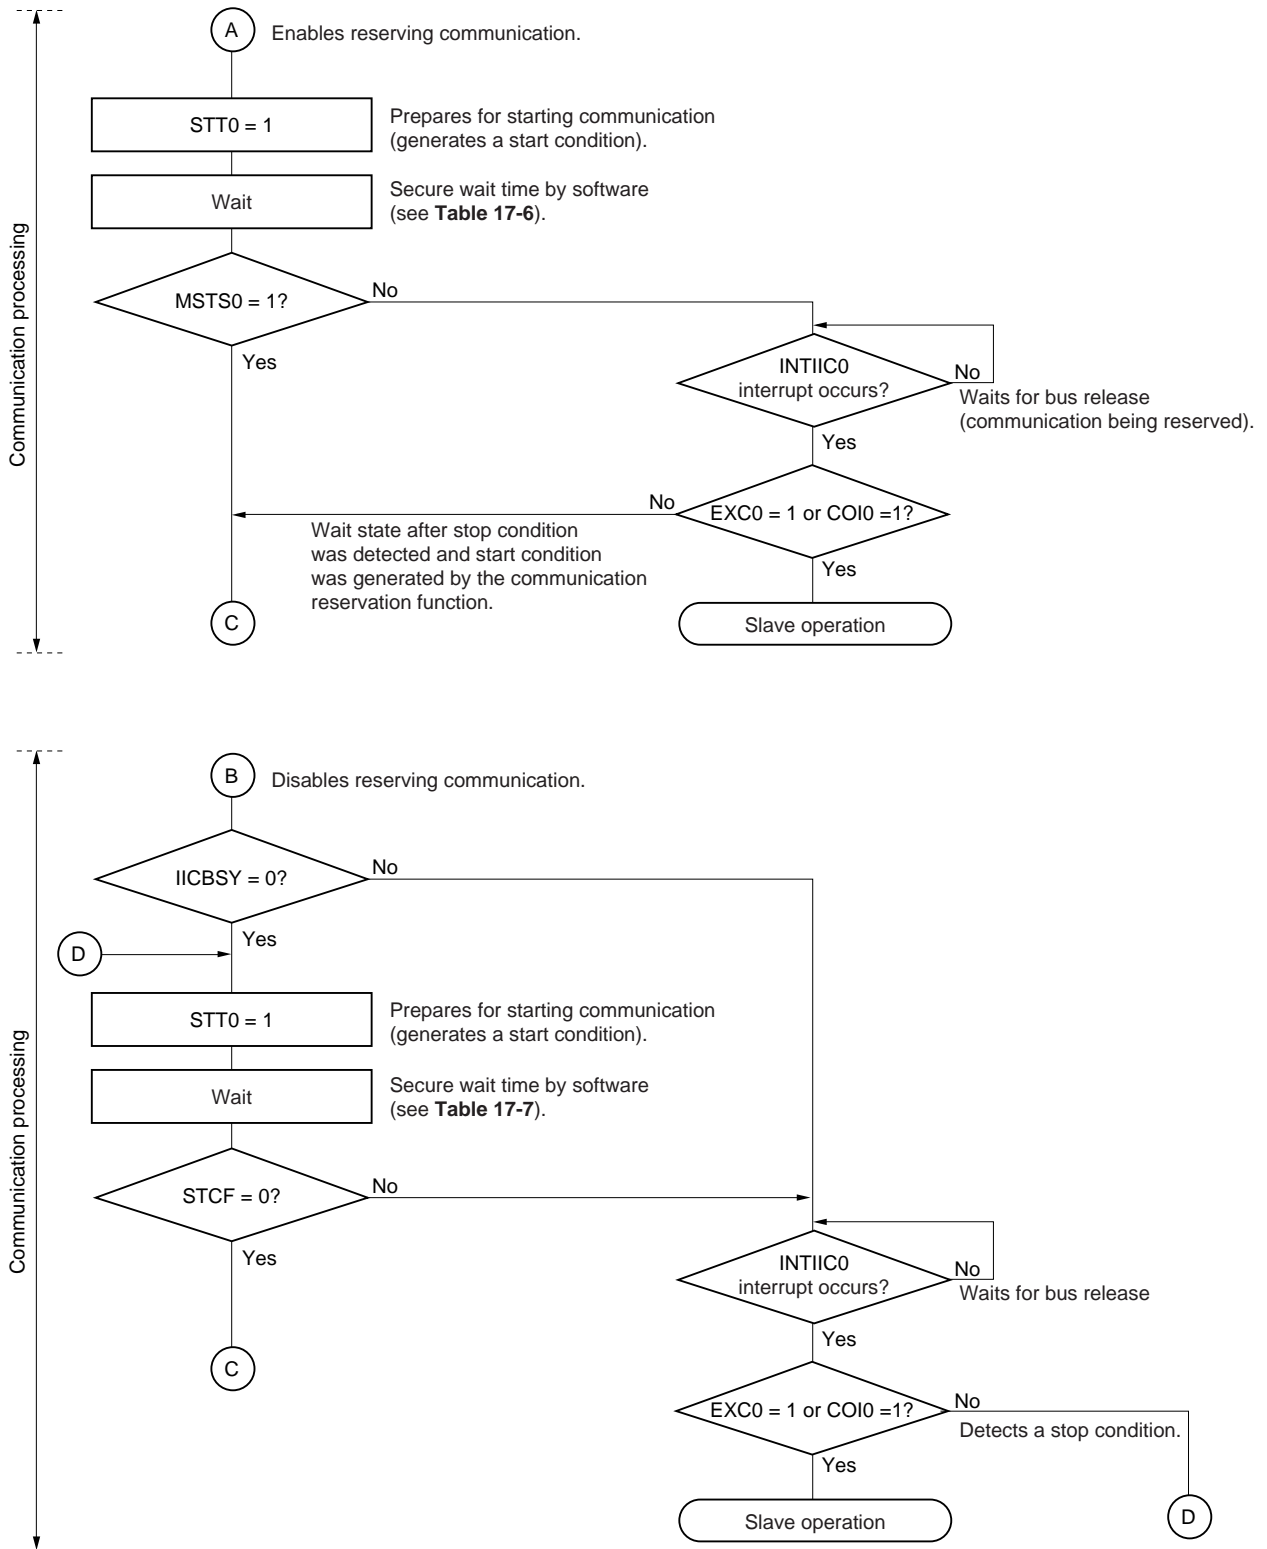 A
Enables reserving communication.
STT0 = 1
Prepares for starting communication
(generates a start condition).
Wait
Secure wait time by software
(see Table 17-6).
Communication processing
MSTS0 = 1?
No
Yes
INTIIC0
interrupt occurs?
No
Waits for bus release
(communication being reserved).
Yes
EXC0 = 1 or COI0 =1?
No
Wait state after stop condition
was detected and start condition
was generated by the communication
reservation function.
Yes
C
Slave operation
B
Disables reserving communication.
IICBSY = 0?
No
Yes
D
STT0 = 1
Prepares for starting communication
(generates a start condition).
Wait
Secure wait time by software
(see Table 17-7).
Communication processing
STCF = 0?
No
Yes
INTIIC0
interrupt occurs?
No
Waits for bus release
Yes
C
EXC0 = 1 or COI0 =1?
No
Detects a stop condition.
Yes
Slave operation
D